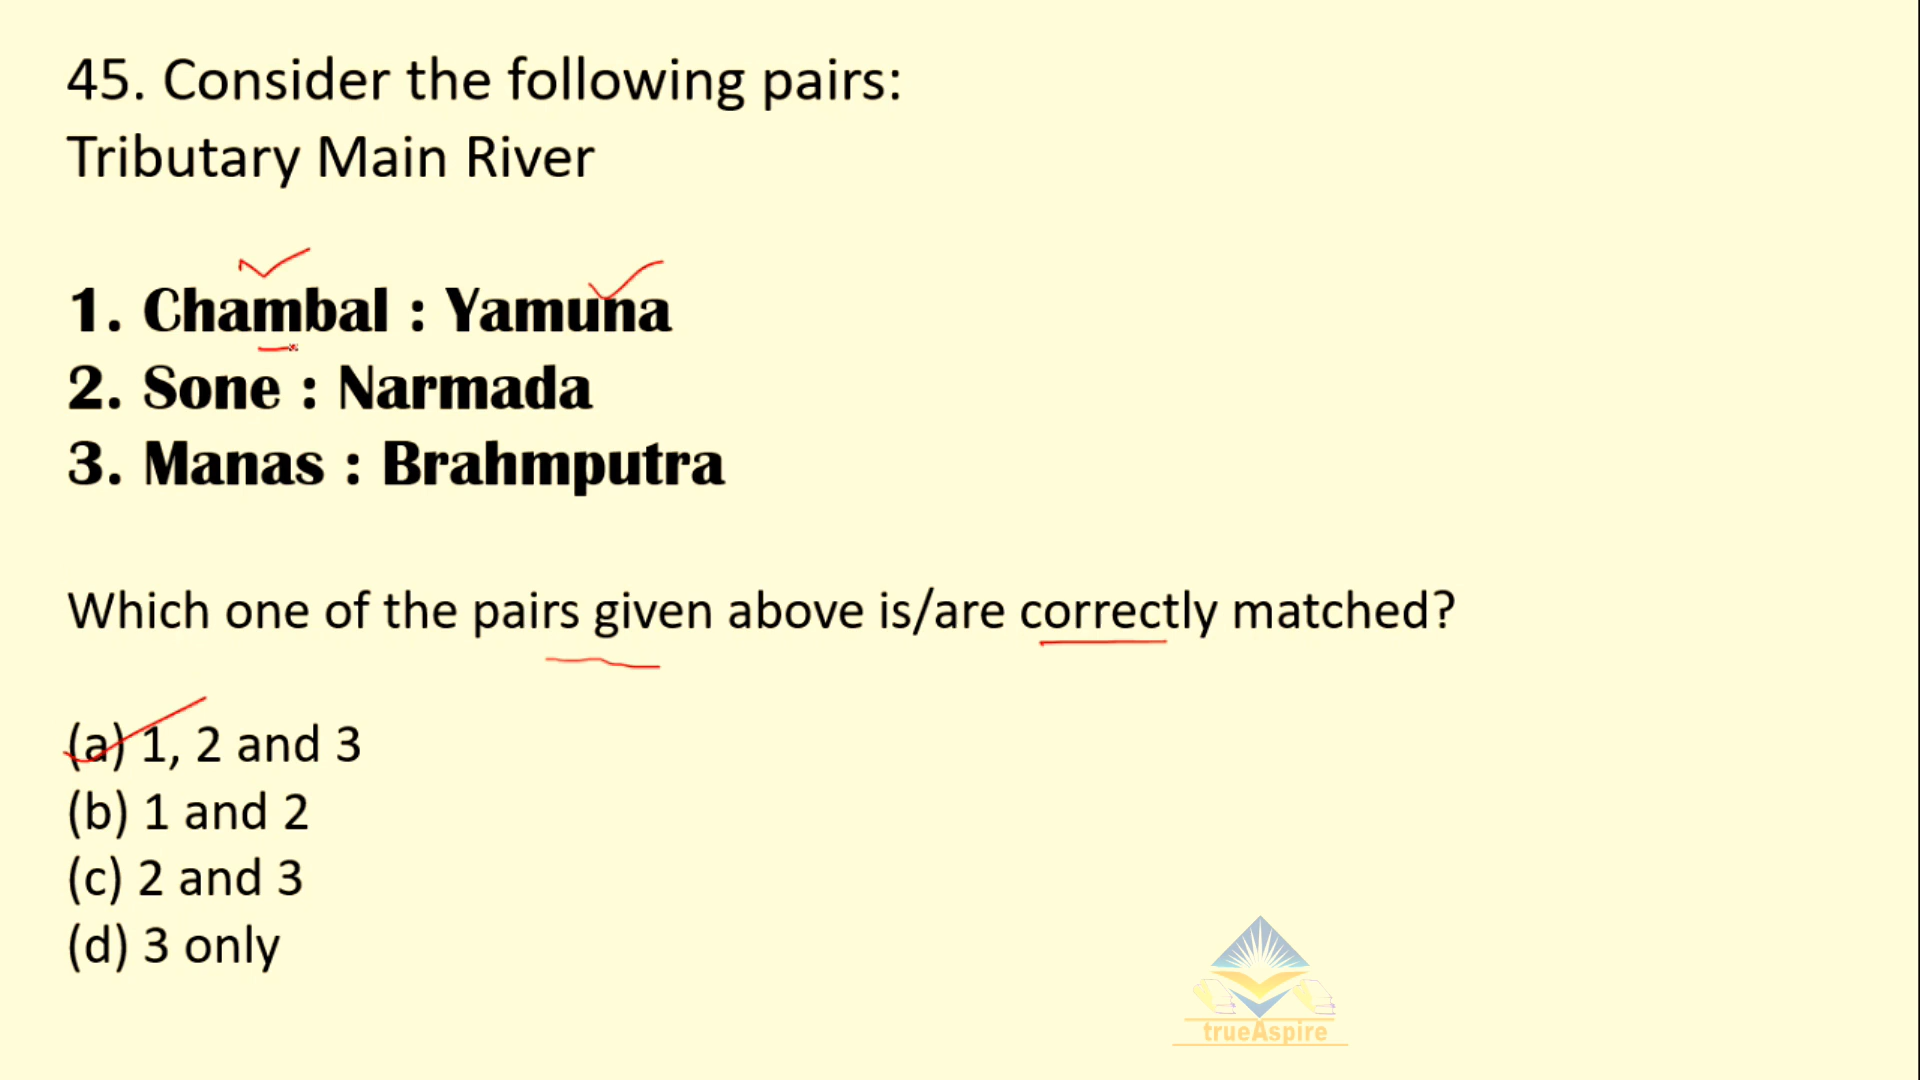 45. Consider the following pairs:
Tributary Main River
1. Chambal : Yamuna
2. Sone : Narmada
3. Manas : Brahmputra
Which one of the pairs given above is/are correctly matched?
(a) 1, 2 and 3
(b) 1 and 2
(c) 2 and 3
(d) 3 only
trueAspire